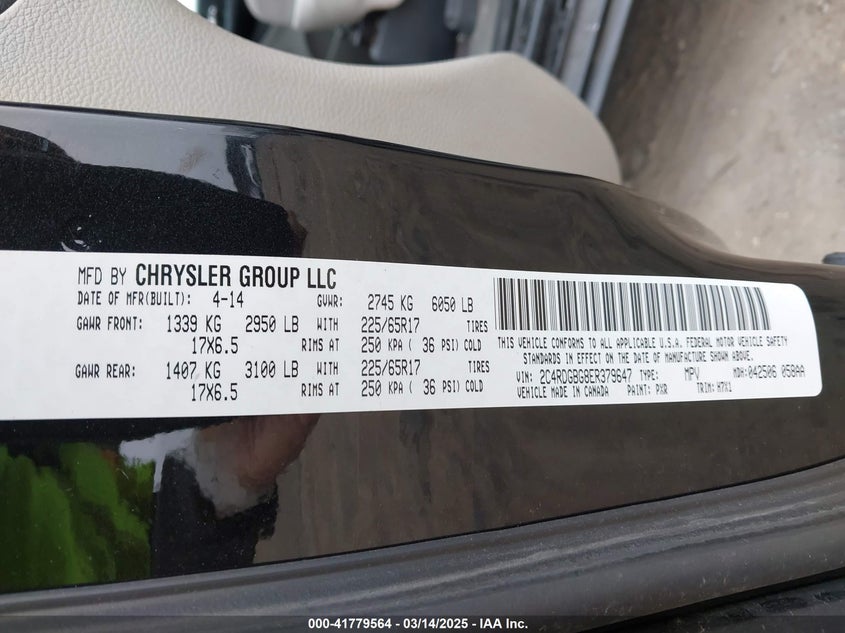 MFD BY CHRYSLER GROUP LLC
DATE OF MFR(BUILT): 4-14 GVWR: 2745 KG 6050 LB
GAWR FRONT: 1339 KG 2950 LB WITH 225/65R17 TIRES
17X6.5 RIMS AT 250 KPA ( 36 PSI) COLD
GAWR REAR: 1407 KG 3100 LB WITH 225/65R17 TIRES
17X6.5 RIMS AT 250 KPA ( 36 PSI) COLD
THIS VEHICLE CONFORMS TO ALL APPLICABLE U.S.A. FEDERAL MOTOR VEHICLE SAFETY
STANDARDS IN EFFECT ON THE DATE OF MANUFACTURE SHOWN ABOVE.
VIN: 2C4RDGBG8ER379647 TYPE: MPV MDH: 042506 058AA
VEHICLE MADE IN CANADA PAINT: PXR TRIM: H7X1
000-41779564 - 03/14/2025 - IAA Inc.